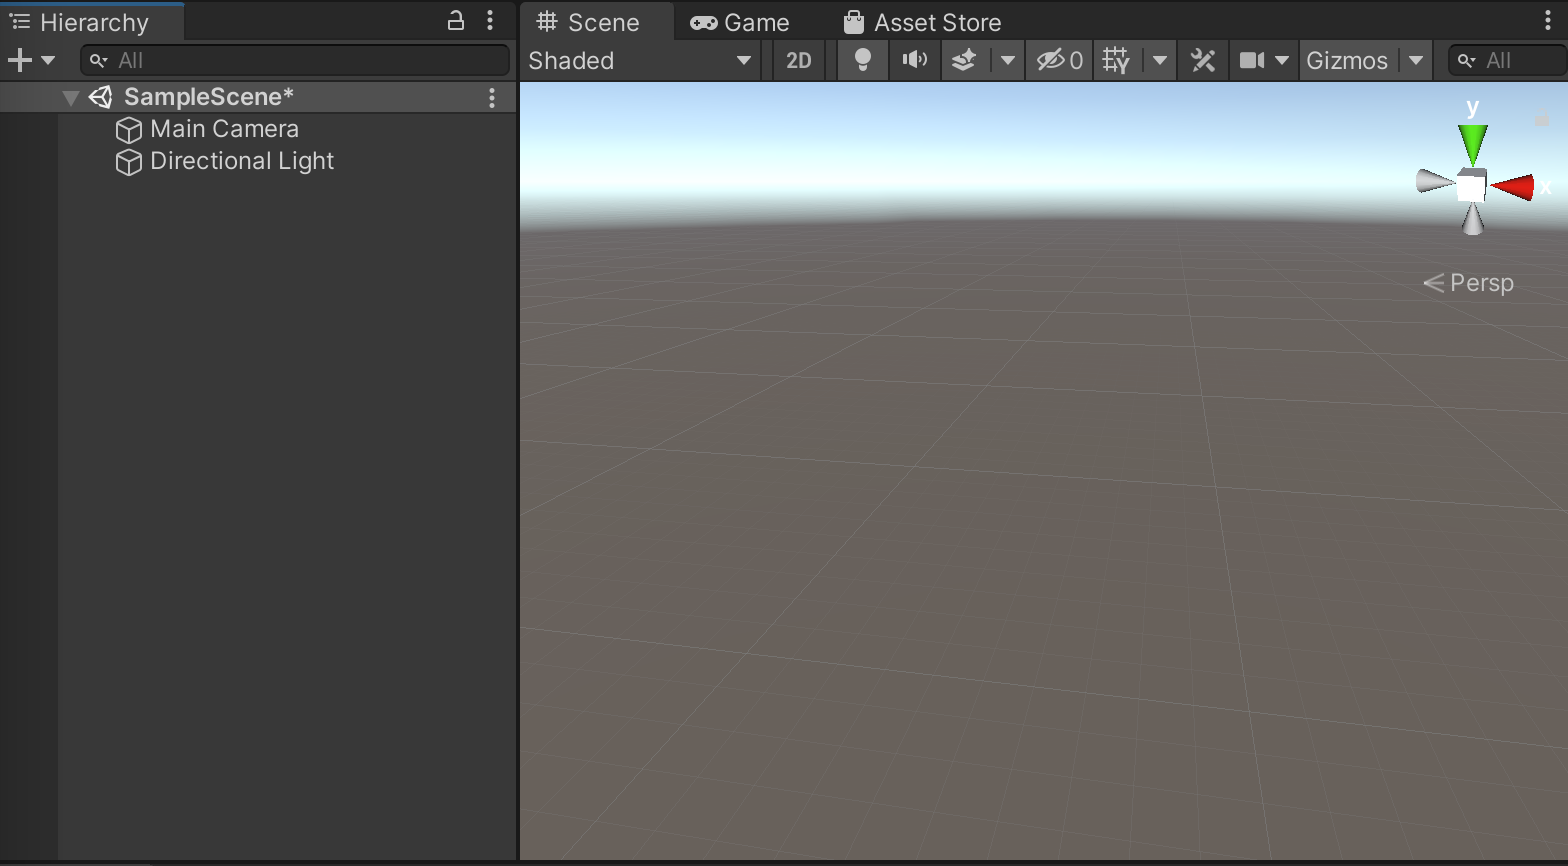 Hierarchy
All
SampleScene*
Main Camera
Directional Light
Scene
Game
Asset Store
Shaded
2D
0
Y
Gizmos
All
y
x
Persp